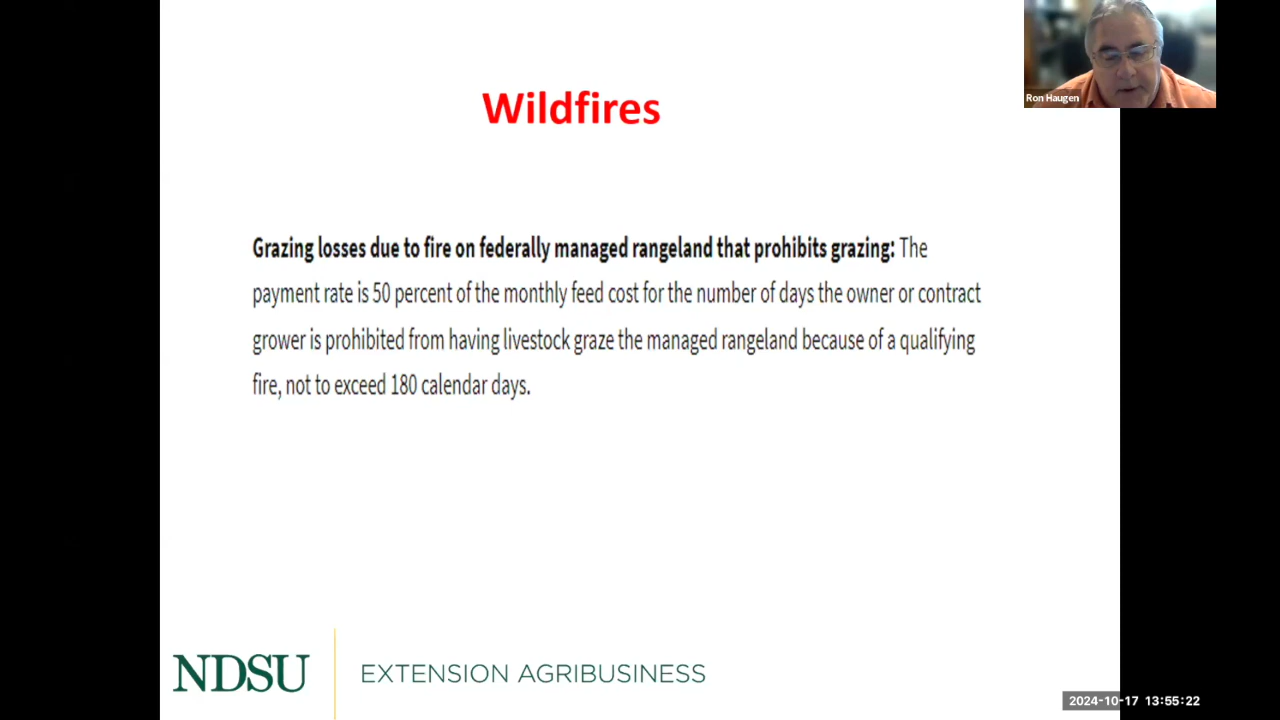 Ron Haugen
Wildfires
Grazing losses due to fire on federally managed rangeland that prohibits grazing: The
payment rate is 50 percent of the monthly feed cost for the number of days the owner or contract
grower is prohibited from having livestock graze the managed rangeland because of a qualifying
fire, not to exceed 180 calendar days.
NDSU
EXTENSION AGRIBUSINESS
2024-10-17 13:55:22